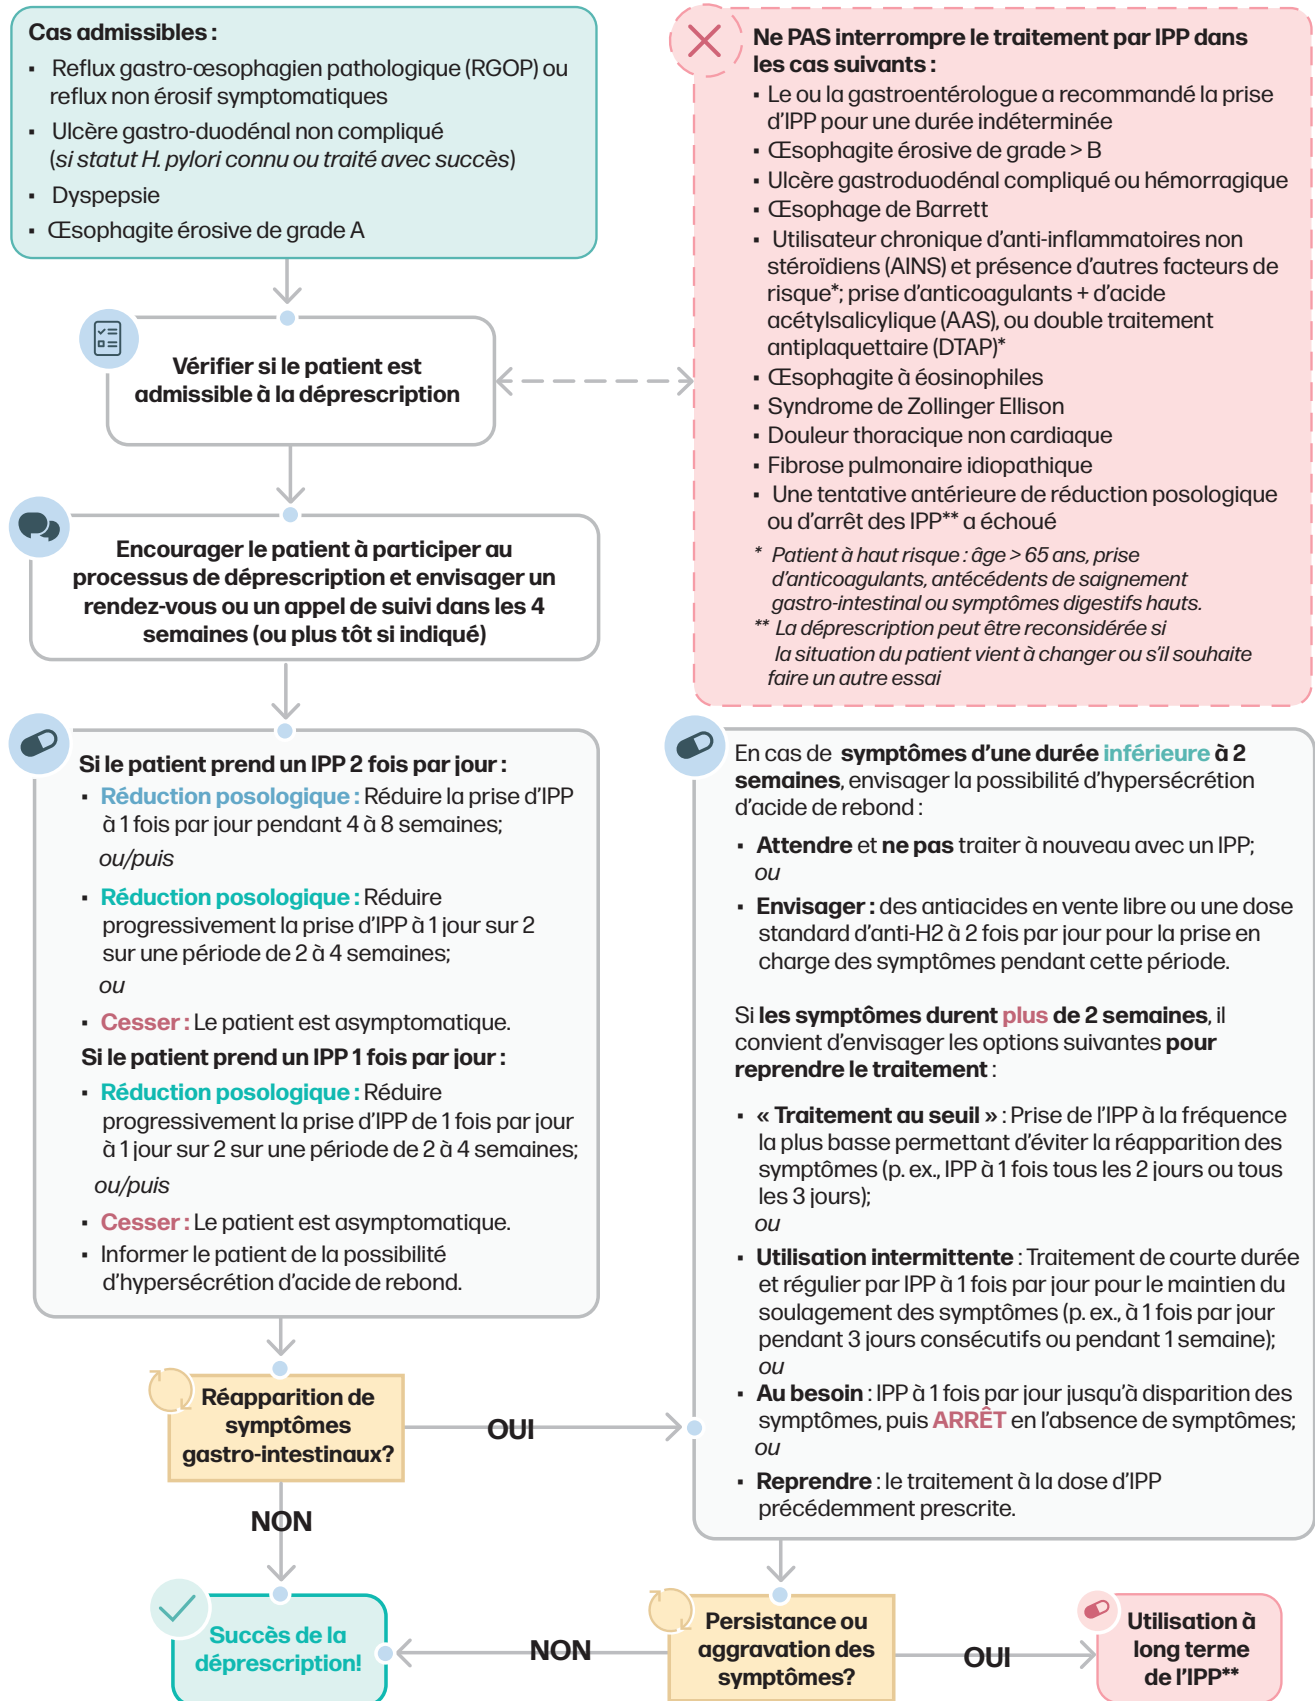 Cas admissibles :
▪ Reflux gastro-œsophagien pathologique (RGOP) ou
reflux non érosif symptomatiques
▪ Ulcère gastro-duodénal non compliqué
(si statut H. pylori connu ou traité avec succès)
▪ Dyspepsie
▪ Œsophagite érosive de grade A
Ne PAS interrompre le traitement par IPP dans
les cas suivants :
▪ Le ou la gastroentérologue a recommandé la prise
d’IPP pour une durée indéterminée
▪ Œsophagite érosive de grade > B
▪ Ulcère gastroduodénal compliqué ou hémorragique
▪ Œsophage de Barrett
▪ Utilisateur chronique d’anti-inflammatoires non
stéroïdiens (AINS) et présence d’autres facteurs de
risque*; prise d’anticoagulants + d’acide
acétylsalicylique (AAS), ou double traitement
antiplaquettaire (DTAP)*
▪ Œsophagite à éosinophiles
▪ Syndrome de Zollinger Ellison
▪ Douleur thoracique non cardiaque
▪ Fibrose pulmonaire idiopathique
▪ Une tentative antérieure de réduction posologique
ou d’arrêt des IPP** a échoué
* Patient à haut risque : âge > 65 ans, prise
d’anticoagulants, antécédents de saignement
gastro-intestinal ou symptômes digestifs hauts.
** La déprescription peut être reconsidérée si
la situation du patient vient à changer ou s’il souhaite
faire un autre essai
Vérifier si le patient est
admissible à la déprescription
Encourager le patient à participer au
processus de déprescription et envisager un
rendez-vous ou un appel de suivi dans les 4
semaines (ou plus tôt si indiqué)
Si le patient prend un IPP 2 fois par jour :
▪ Réduction posologique : Réduire la prise d’IPP
à 1 fois par jour pendant 4 à 8 semaines;
ou/puis
▪ Réduction posologique : Réduire
progressivement la prise d’IPP à 1 jour sur 2
sur une période de 2 à 4 semaines;
ou
▪ Cesser : Le patient est asymptomatique.
Si le patient prend un IPP 1 fois par jour :
▪ Réduction posologique : Réduire
progressivement la prise d’IPP de 1 fois par jour
à 1 jour sur 2 sur une période de 2 à 4 semaines;
ou/puis
▪ Cesser : Le patient est asymptomatique.
▪ Informer le patient de la possibilité
d’hypersécrétion d’acide de rebond.
En cas de symptômes d’une durée inférieure à 2
semaines, envisager la possibilité d’hypersécrétion
d’acide de rebond :
▪ Attendre et ne pas traiter à nouveau avec un IPP;
ou
▪ Envisager : des antiacides en vente libre ou une dose
standard d’anti-H2 à 2 fois par jour pour la prise en
charge des symptômes pendant cette période.
Si les symptômes durent plus de 2 semaines, il
convient d’envisager les options suivantes pour
reprendre le traitement :
▪ « Traitement au seuil » : Prise de l’IPP à la fréquence
la plus basse permettant d’éviter la réapparition des
symptômes (p. ex., IPP à 1 fois tous les 2 jours ou tous
les 3 jours);
ou
▪ Utilisation intermittente : Traitement de courte durée
et régulier par IPP à 1 fois par jour pour le maintien du
soulagement des symptômes (p. ex., à 1 fois par jour
pendant 3 jours consécutifs ou pendant 1 semaine);
ou
▪ Au besoin : IPP à 1 fois par jour jusqu’à disparition des
symptômes, puis ARRÊT en l’absence de symptômes;
ou
▪ Reprendre : le traitement à la dose d’IPP
précédemment prescrite.
Réapparition de
symptômes
gastro-intestinaux?
OUI
NON
Succès de la
déprescription!
NON
Persistance ou
aggravation des
symptômes?
OUI
Utilisation à
long terme
de l’IPP**